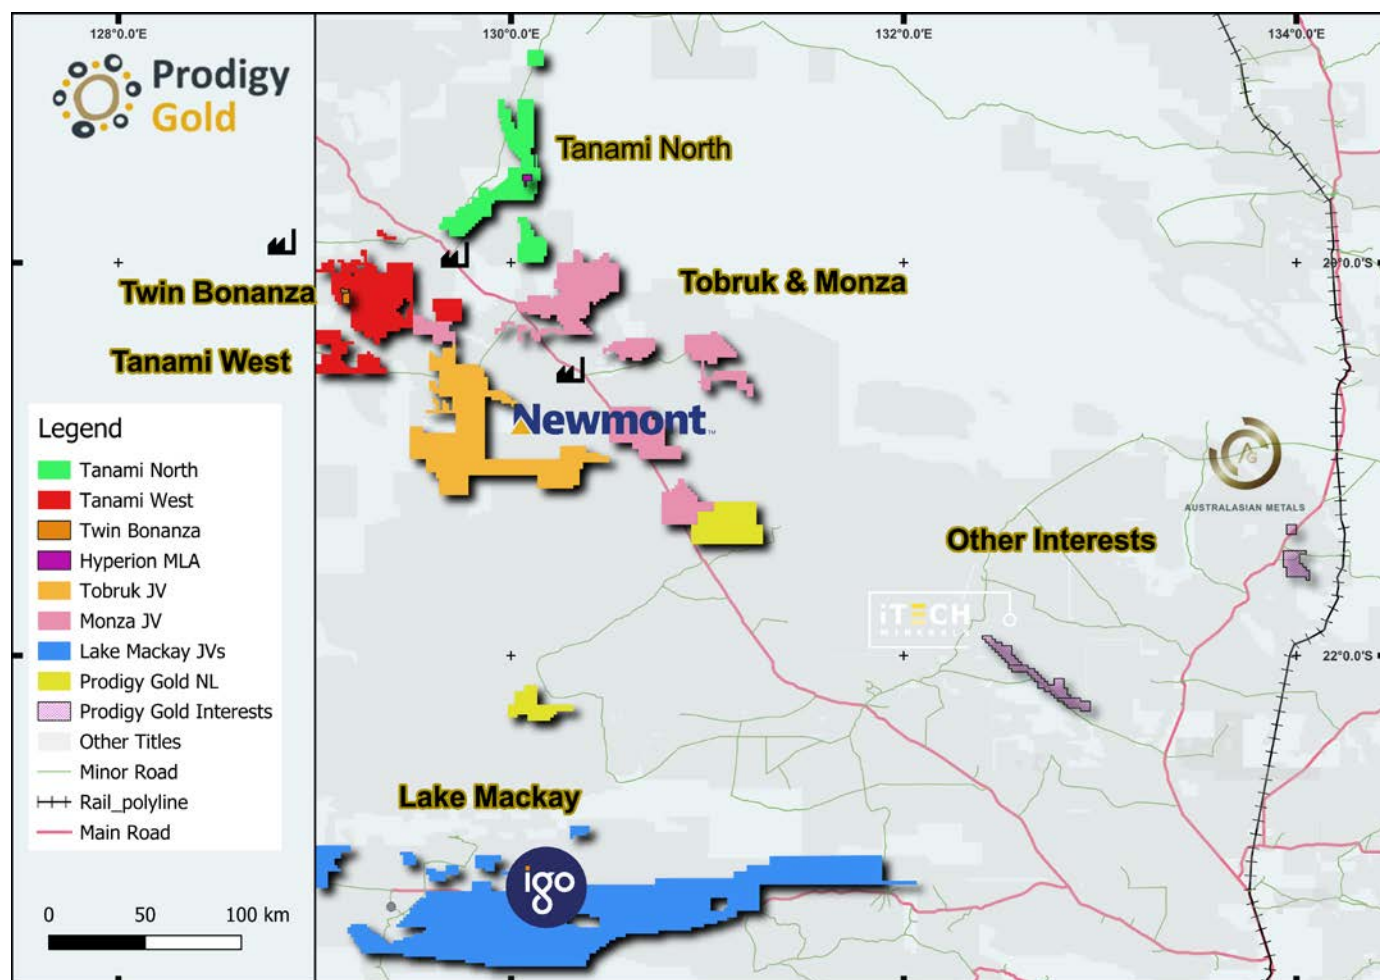 128°0.0'E
130°0.0'E
132°0.0'E
134°0.0'E
Prodigy
Gold
Tanami North
20°0.0'S
Twin Bonanza
Tobruk & Monza
Tanami West
Newmont™
Legend
Tanami North
Tanami West
Twin Bonanza
Hyperion MLA
Tobruk JV
Monza JV
Lake Mackay JVs
Prodigy Gold NL
Prodigy Gold Interests
Other Titles
Minor Road
Rail_polyline
Main Road
AG
AUSTRALASIAN METALS
Other Interests
iTECH
MINERALS
22°0.0'S
Lake Mackay
igo
0 50 100 km